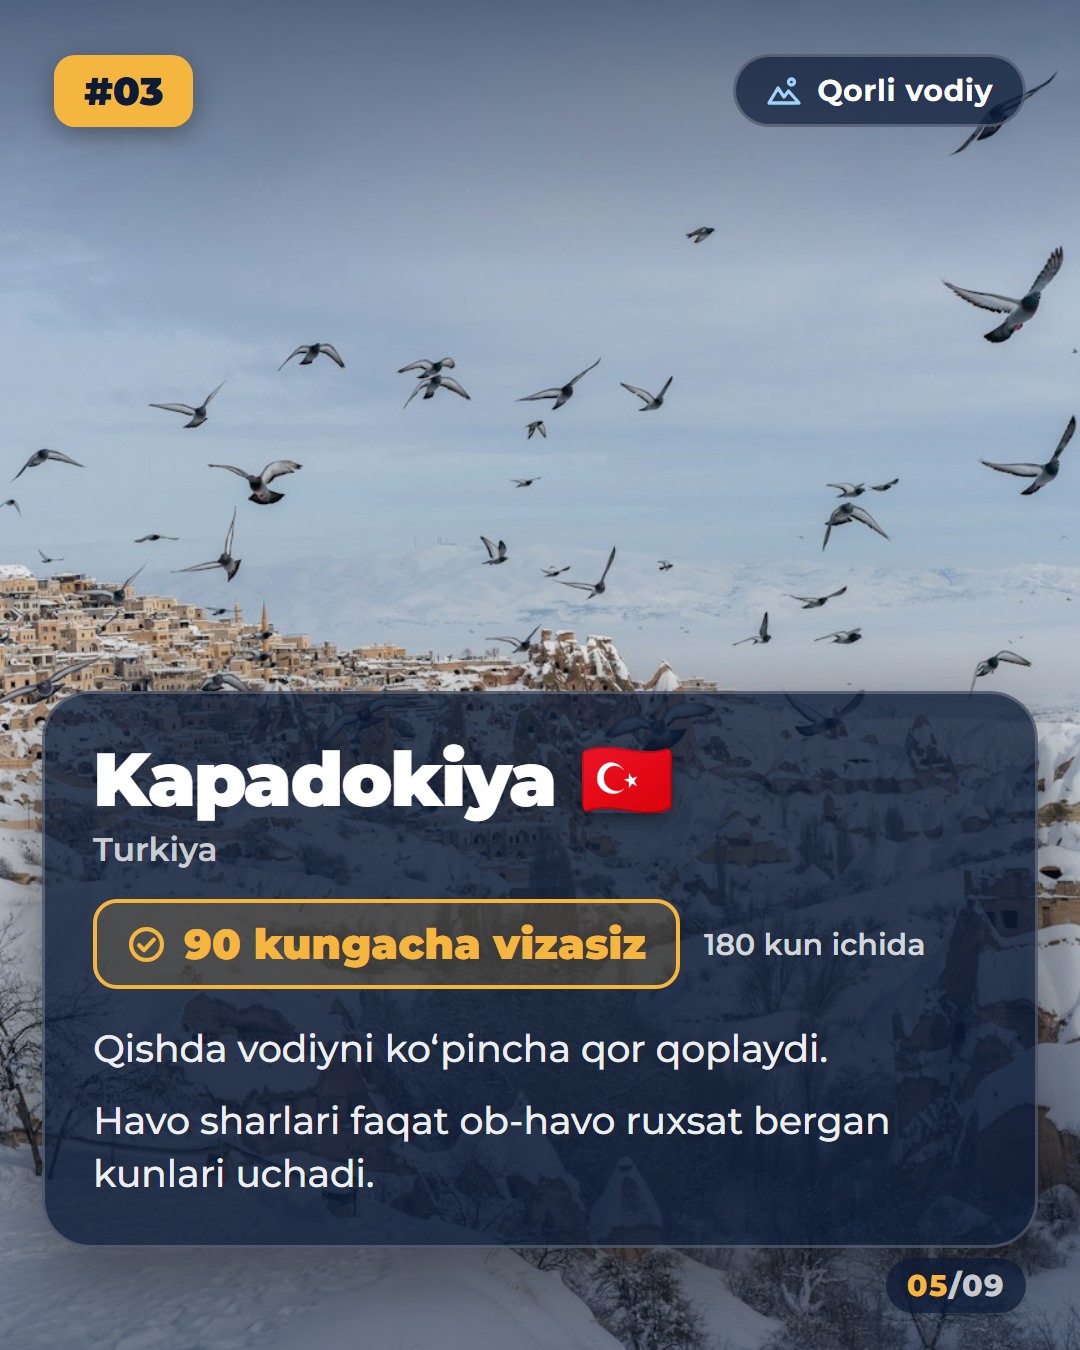 #03
Qorli vodiy
Kapadokiya
Turkiya
90 kungacha vizasiz
180 kun ichida
Qishda vodiyni ko‘pincha qor qoplaydi.
Havo sharlari faqat ob-havo ruxsat bergan
kunlari uchadi.
05/09